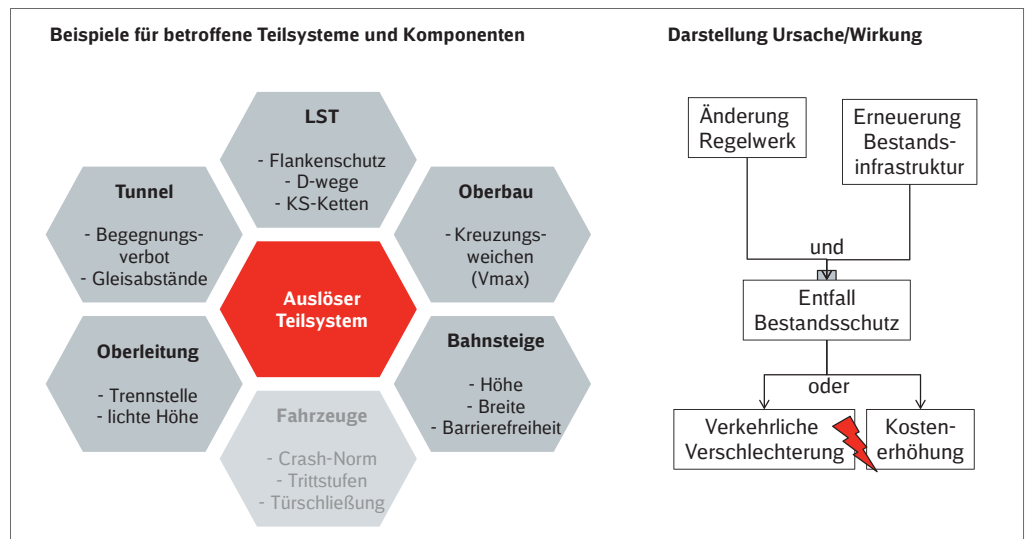 Beispiele für betroffene Teilsysteme und Komponenten
LST
- Flankenschutz
- D-wege
- KS-Ketten
Tunnel
- Begegnungs-
verbot
- Gleisabstände
Oberbau
- Kreuzungs-
weichen
(Vmax)
Auslöser
Teilsystem
Oberleitung
- Trennstelle
- lichte Höhe
Bahnsteige
- Höhe
- Breite
- Barrierefreiheit
Fahrzeuge
- Crash-Norm
- Trittstufen
- Türschließung
Darstellung Ursache/Wirkung
Änderung
Regelwerk
Erneuerung
Bestands-
infrastruktur
und
Entfall
Bestandsschutz
oder
Verkehrliche
Verschlechterung
Kosten-
erhöhung